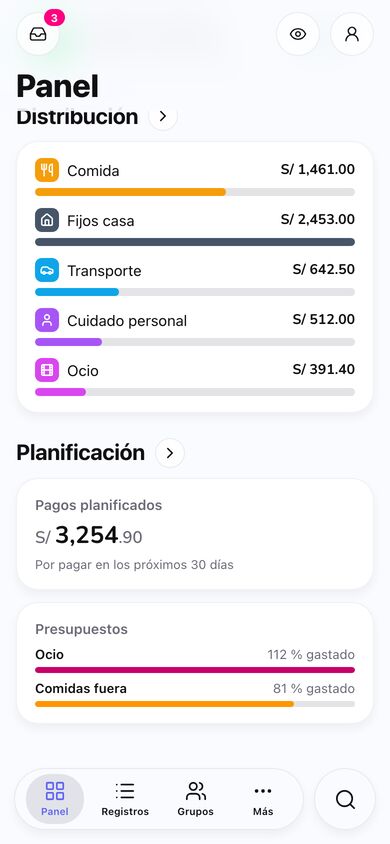 3
Panel
Distribución
Comida S/ 1,461.00
Fijos casa S/ 2,453.00
Transporte S/ 642.50
Cuidado personal S/ 512.00
Ocio S/ 391.40
Planificación
Pagos planificados
S/ 3,254.90
Por pagar en los próximos 30 días
Presupuestos
Ocio 112 % gastado
Comidas fuera 81 % gastado
Panel Registros Grupos Más